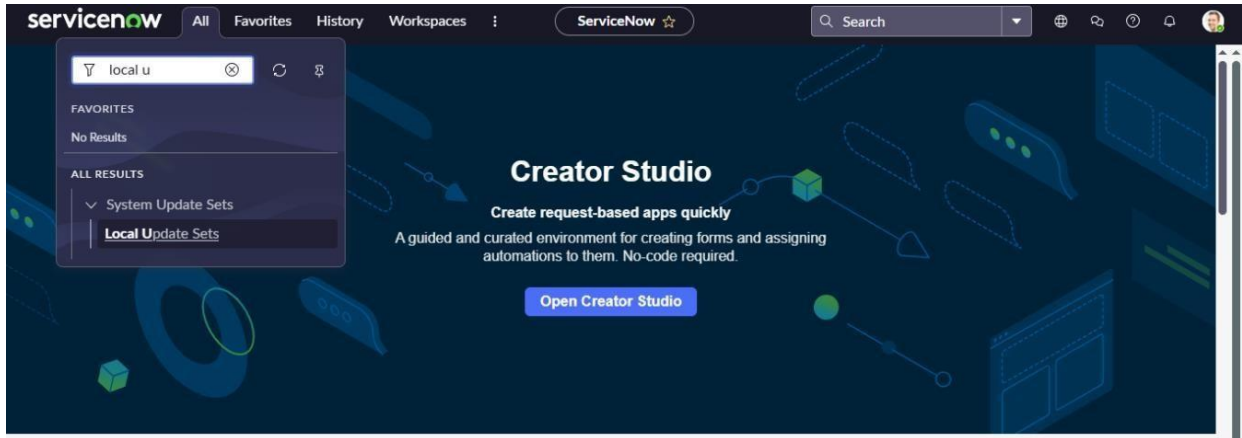 servicenow All Favorites History Workspaces ServiceNow Search
local u
FAVORITES
No Results
ALL RESULTS
System Update Sets
Local Update Sets
Creator Studio
Create request-based apps quickly
A guided and curated environment for creating forms and assigning
automations to them. No-code required.
Open Creator Studio